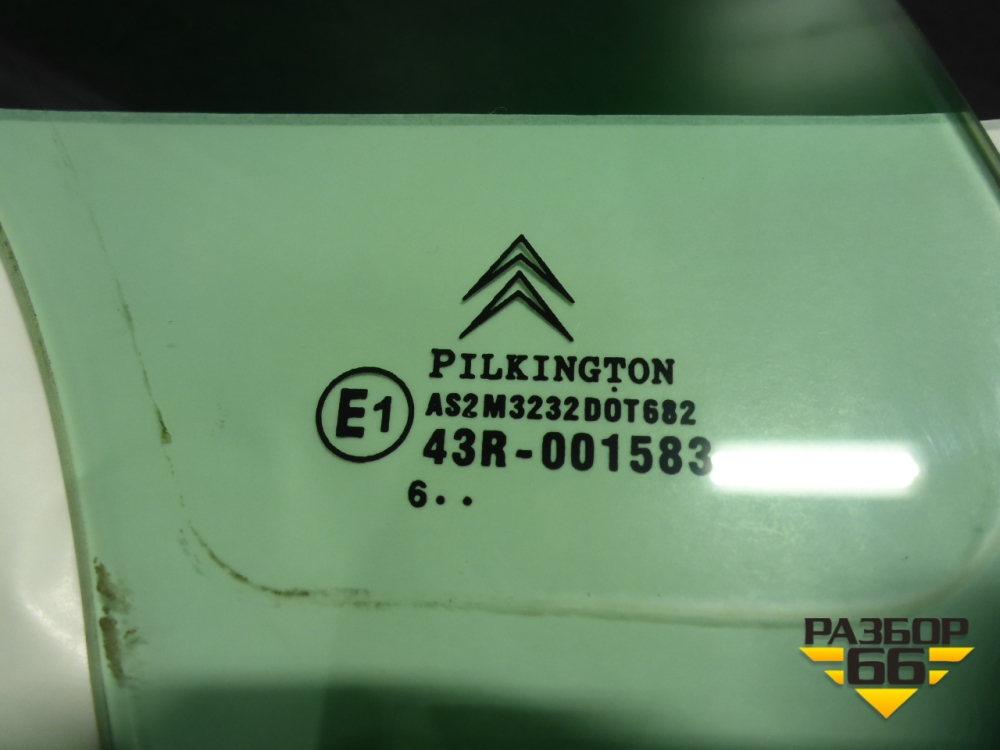 PILKINGTON
E1
AS2 M3232 DOT682
43R-001583
6..
РАЗБОР
66